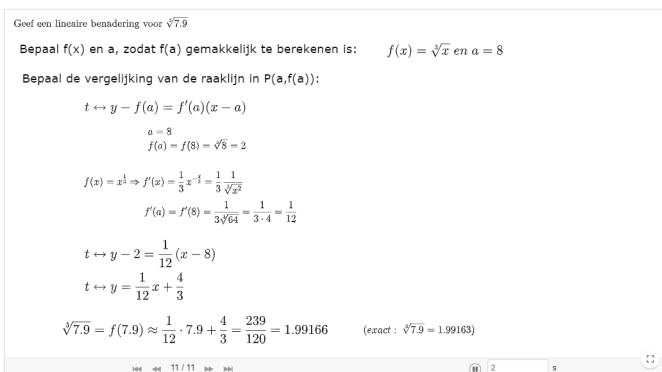 Geef een lineaire benadering voor ∛7.9
Bepaal f(x) en a, zodat f(a) gemakkelijk te berekenen is: f(x) = ∛x en a = 8
Bepaal de vergelijking van de raaklijn in P(a,f(a)):
t ↔ y − f(a) = f′(a)(x − a)
a = 8
f(a) = f(8) = ∛8 = 2
f(x) = x^(1/3) ⇒ f′(x) = 1/3 x^(−2/3) = 1/3 1/∛x²
f′(a) = f′(8) = 1/(3∛64) = 1/(3 · 4) = 1/12
t ↔ y − 2 = 1/12 (x − 8)
t ↔ y = 1/12 x + 4/3
∛7.9 = f(7.9) ≈ 1/12 · 7.9 + 4/3 = 239/120 = 1.99166 (exact : ∛7.9 = 1.99163)
11 / 11 2 s